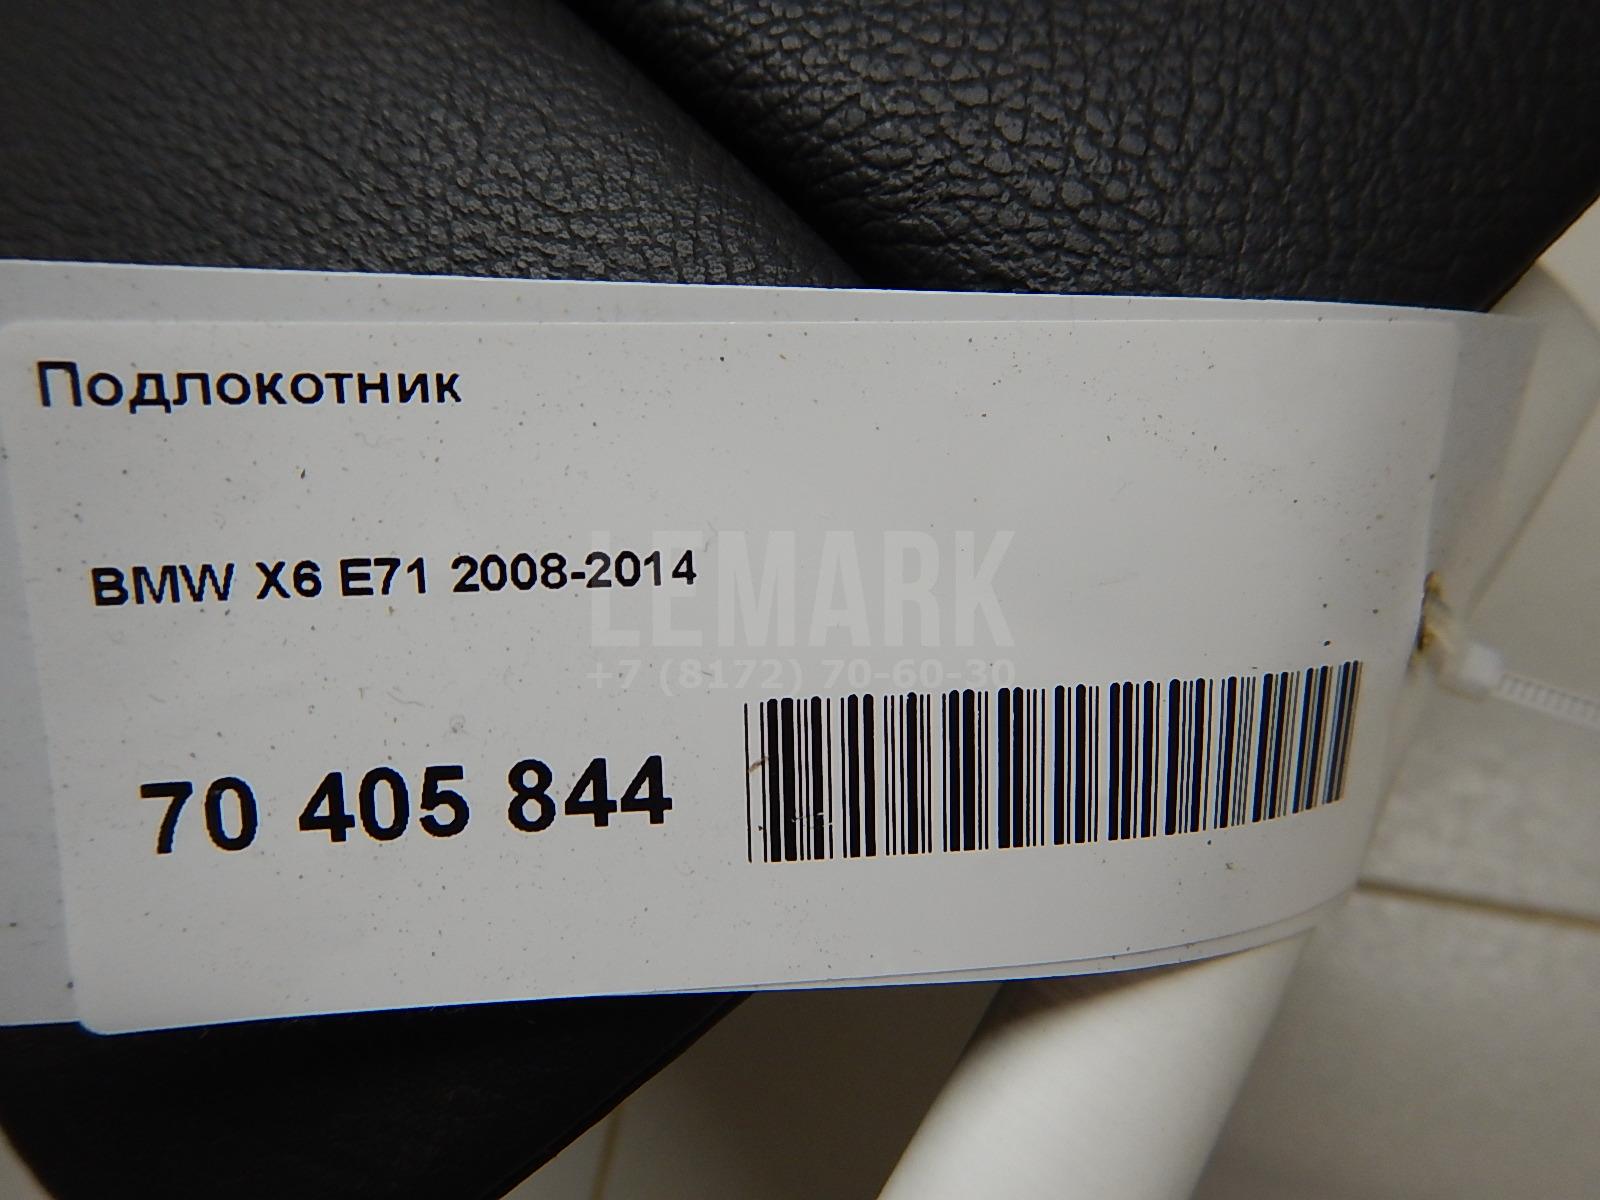 Подлокотник
BMW X6 E71 2008-2014
LEMARK
+7 (8172) 70-60-30
70 405 844